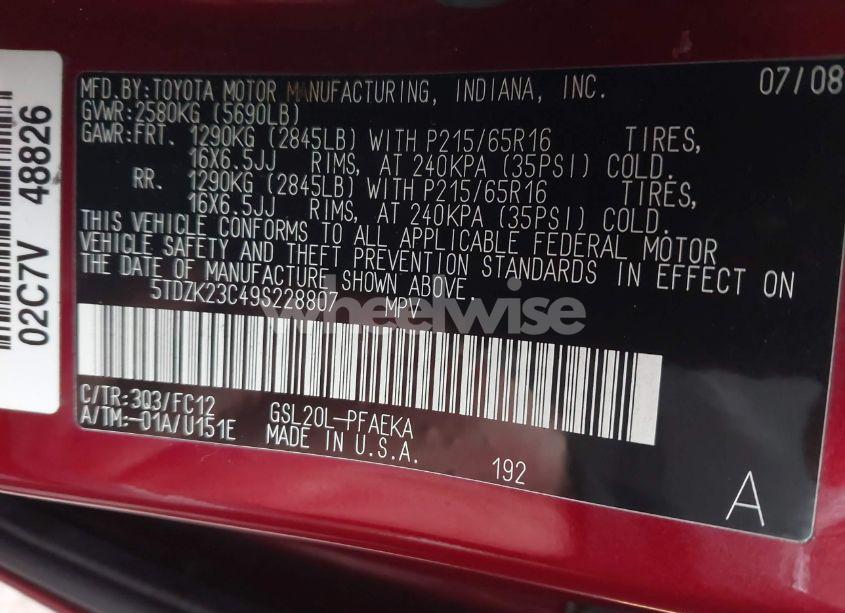 MFD.BY:TOYOTA MOTOR MANUFACTURING, INDIANA, INC. 07/08
GVWR:2580KG (5690LB)
GAWR:FRT. 1290KG (2845LB) WITH P215/65R16 TIRES,
16X6.5JJ RIMS, AT 240KPA (35PSI) COLD.
RR. 1290KG (2845LB) WITH P215/65R16 TIRES,
16X6.5JJ RIMS, AT 240KPA (35PSI) COLD.
THIS VEHICLE CONFORMS TO ALL APPLICABLE FEDERAL MOTOR
VEHICLE SAFETY AND THEFT PREVENTION STANDARDS IN EFFECT ON
THE DATE OF MANUFACTURE SHOWN ABOVE.
5TDZK23C49S228807 MPV
wheelwise
C/TR:3Q3/FC12 GSL20L-PFAEKA
A/TM:-01A/U151E MADE IN U.S.A.
192
A
02C7V 48826